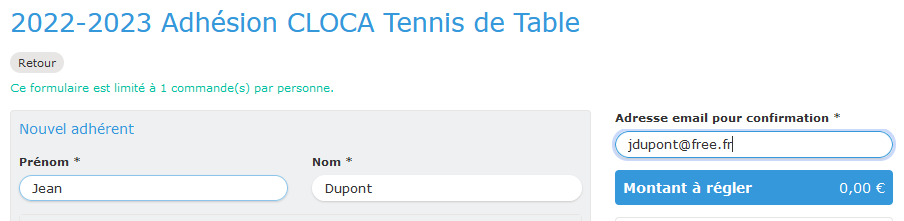 2022-2023 Adhésion CLOCA Tennis de Table
Retour
Ce formulaire est limité à 1 commande(s) par personne.
Nouvel adhérent
Prénom *
Nom *
Jean
Dupont
Adresse email pour confirmation *
jdupont@free.fr
Montant à régler 0,00 €